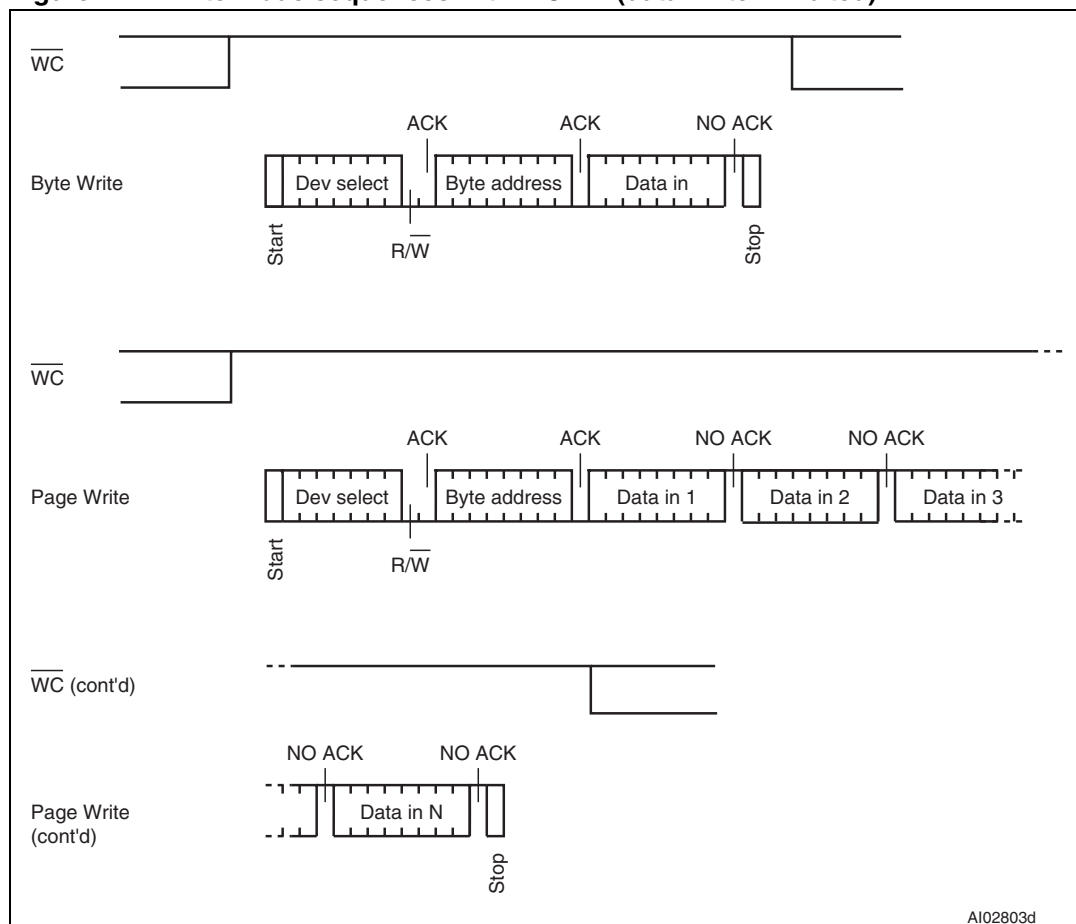 WC
ACK ACK NO ACK
Byte Write Dev select Byte address Data in
Start R/W Stop
WC
ACK ACK NO ACK NO ACK
Page Write Dev select Byte address Data in 1 Data in 2 Data in 3
Start R/W
WC (cont'd)
NO ACK NO ACK
Page Write Data in N
(cont'd)
Stop
AI02803d